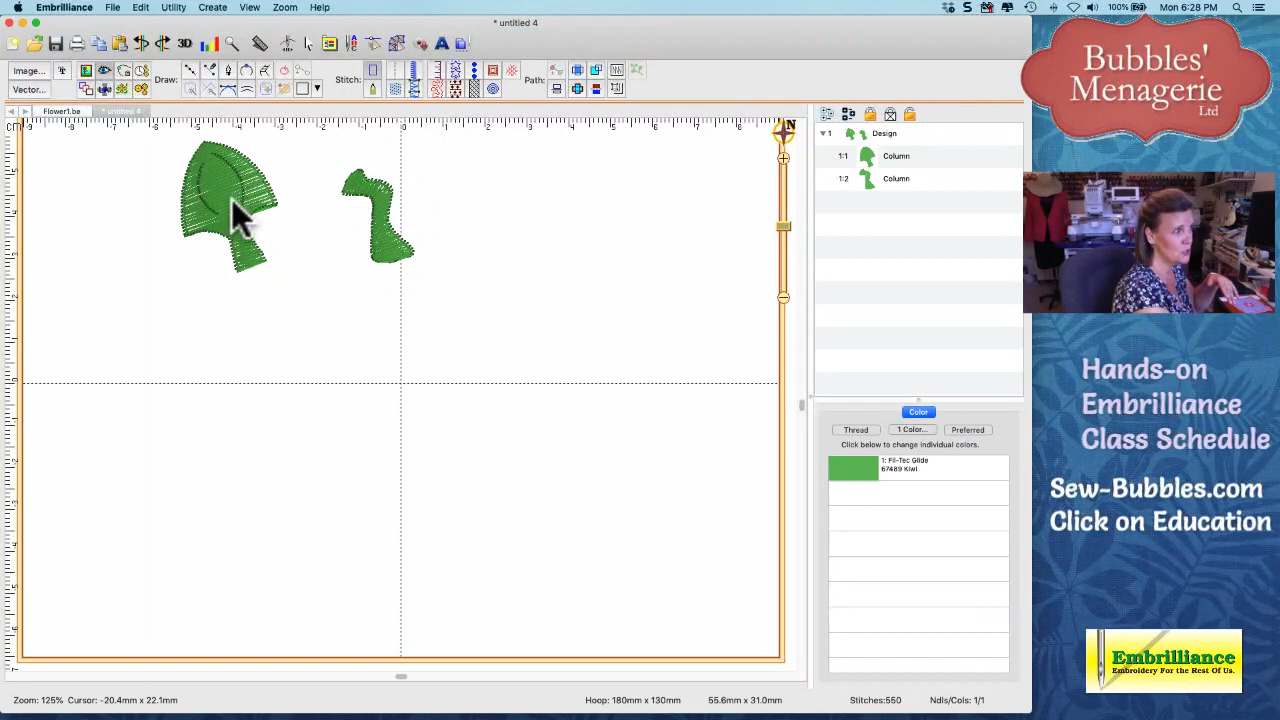 Embrilliance File Edit Utility Create View Zoom Help
100% Mon 6:28 PM
* untitled 4
3D
A
Image...
Draw:
Stitch:
Path:
Vector...
Flower1.be
* untitled 4
N
1 Design
1:1 Column
1:2 Column
Color
Thread
1 Color...
Preferred
Click below to change individual colors.
1: Fil-Tec Glide
67489 Kiwi
Zoom: 125% Cursor: -20.4mm x 22.1mm
Hoop: 180mm × 130mm
55.6mm x 31.0mm
Stitches:550
Ndls/Cols: 1/1
Bubbles'
Menagerie
Ltd
Hands-on
Embrilliance
Class Schedule
Sew-Bubbles.com
Click on Education
Embrilliance
Embroidery For the Rest Of Us.